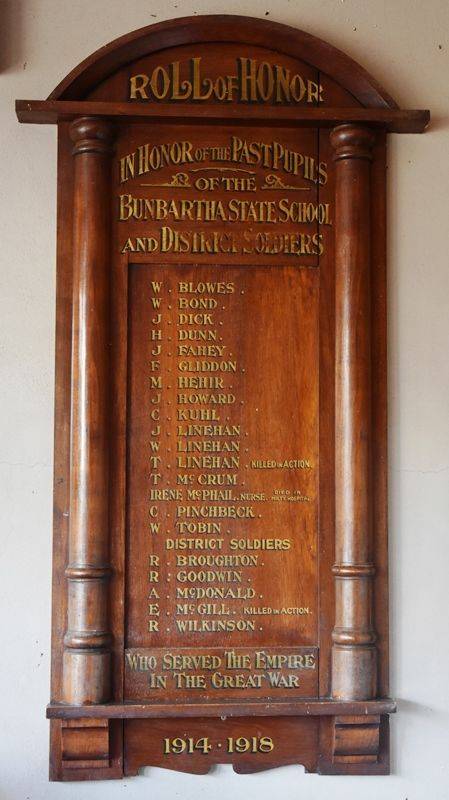 ROLL OF HONOR
IN HONOR OF THE PAST PUPILS
OF THE
BUNBARTHA STATE SCHOOL
AND DISTRICT SOLDIERS
W. BLOWES.
W. BOND.
J. DICK.
H. DUNN.
J. FAHEY.
F. GLIDDON.
M. HEHIR.
J. HOWARD.
C. KUHL.
J. LINEHAN.
W. LINEHAN.
T. LINEHAN. KILLED IN ACTION.
T. McCRUM.
IRENE McPHAIL. NURSE. DIED IN MILTY HOSPITAL
C. PINCHBECK.
W. TOBIN.
DISTRICT SOLDIERS
R. BROUGHTON.
R. GOODWIN.
A. McDONALD.
E. McGILL. KILLED IN ACTION.
R. WILKINSON.
WHO SERVED THE EMPIRE
IN THE GREAT WAR
1914 · 1918